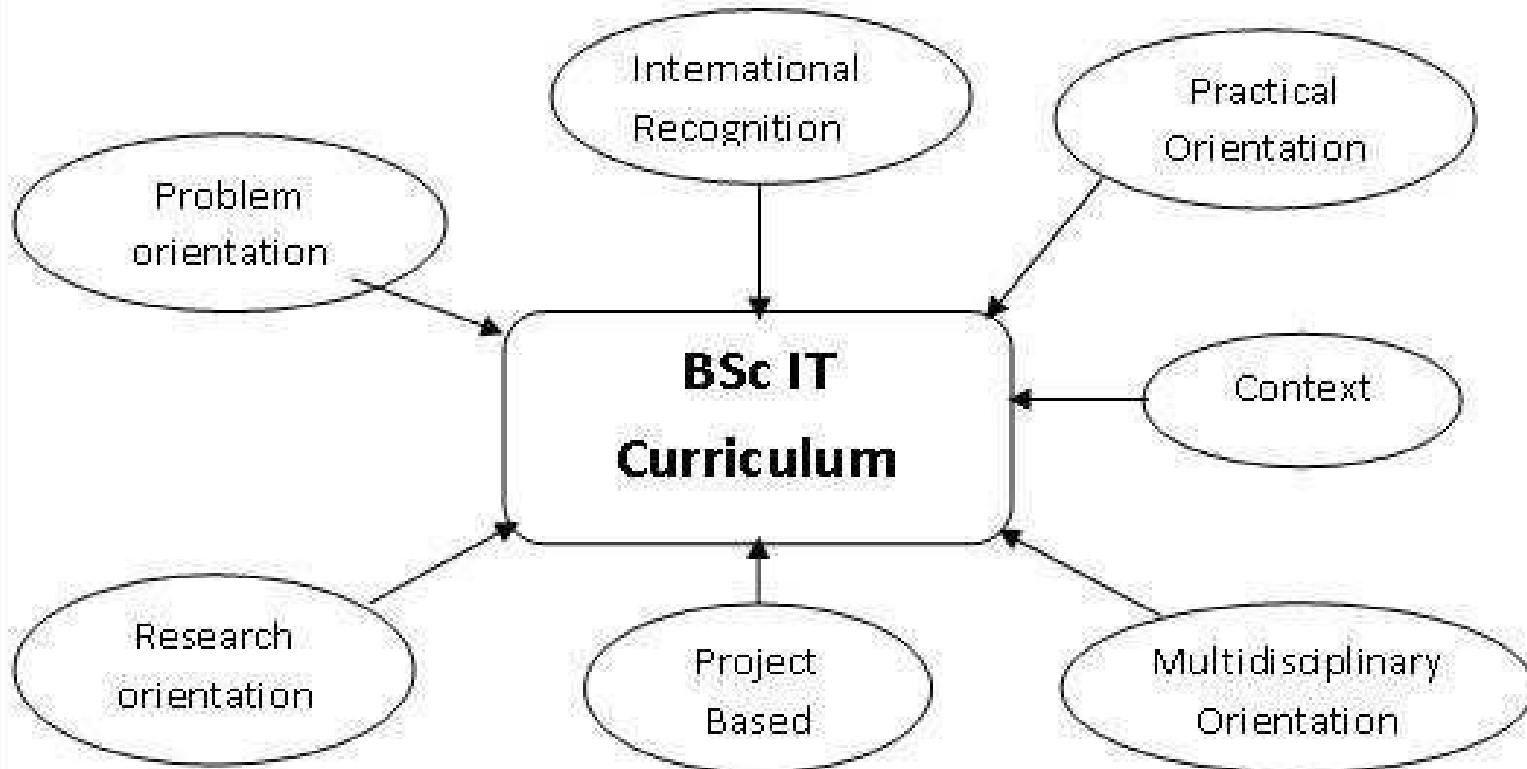 International
Recognition
Practical
Orientation
Problem
orientation
BSc IT
Curriculum
Context
Research
orientation
Project
Based
Multidisciplinary
Orientation